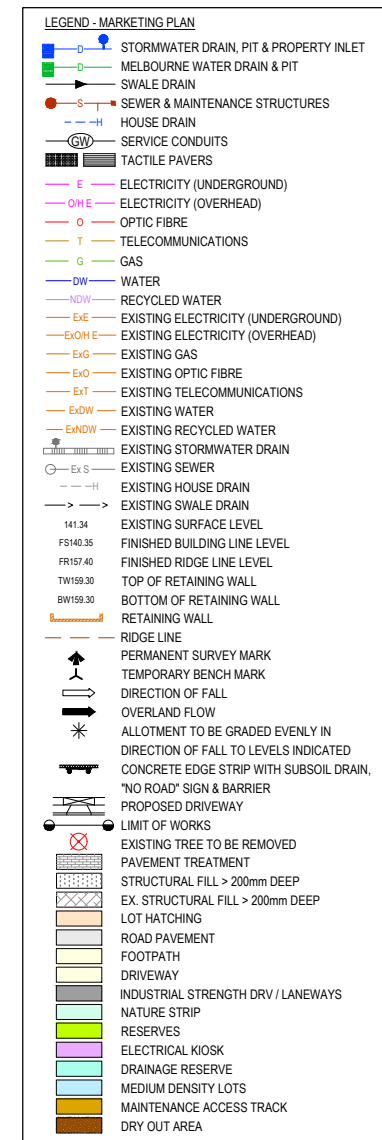 LEGEND - MARKETING PLAN
D STORMWATER DRAIN, PIT & PROPERTY INLET
D MELBOURNE WATER DRAIN & PIT
SWALE DRAIN
S SEWER & MAINTENANCE STRUCTURES
H HOUSE DRAIN
GW SERVICE CONDUITS
TACTILE PAVERS
E ELECTRICITY (UNDERGROUND)
O/H E ELECTRICITY (OVERHEAD)
O OPTIC FIBRE
T TELECOMMUNICATIONS
G GAS
DW WATER
NDW RECYCLED WATER
ExE EXISTING ELECTRICITY (UNDERGROUND)
ExO/H E EXISTING ELECTRICITY (OVERHEAD)
ExG EXISTING GAS
ExO EXISTING OPTIC FIBRE
ExT EXISTING TELECOMMUNICATIONS
ExDW EXISTING WATER
ExNDW EXISTING RECYCLED WATER
EXISTING STORMWATER DRAIN
Ex S EXISTING SEWER
H EXISTING HOUSE DRAIN
EXISTING SWALE DRAIN
141.34 EXISTING SURFACE LEVEL
FS140.35 FINISHED BUILDING LINE LEVEL
FR157.40 FINISHED RIDGE LINE LEVEL
TW159.30 TOP OF RETAINING WALL
BW159.30 BOTTOM OF RETAINING WALL
RETAINING WALL
RIDGE LINE
PERMANENT SURVEY MARK
TEMPORARY BENCH MARK
DIRECTION OF FALL
OVERLAND FLOW
ALLOTMENT TO BE GRADED EVENLY IN
DIRECTION OF FALL TO LEVELS INDICATED
CONCRETE EDGE STRIP WITH SUBSOIL DRAIN,
"NO ROAD" SIGN & BARRIER
PROPOSED DRIVEWAY
LIMIT OF WORKS
EXISTING TREE TO BE REMOVED
PAVEMENT TREATMENT
STRUCTURAL FILL > 200mm DEEP
EX. STRUCTURAL FILL > 200mm DEEP
LOT HATCHING
ROAD PAVEMENT
FOOTPATH
DRIVEWAY
INDUSTRIAL STRENGTH DRV / LANEWAYS
NATURE STRIP
RESERVES
ELECTRICAL KIOSK
DRAINAGE RESERVE
MEDIUM DENSITY LOTS
MAINTENANCE ACCESS TRACK
DRY OUT AREA